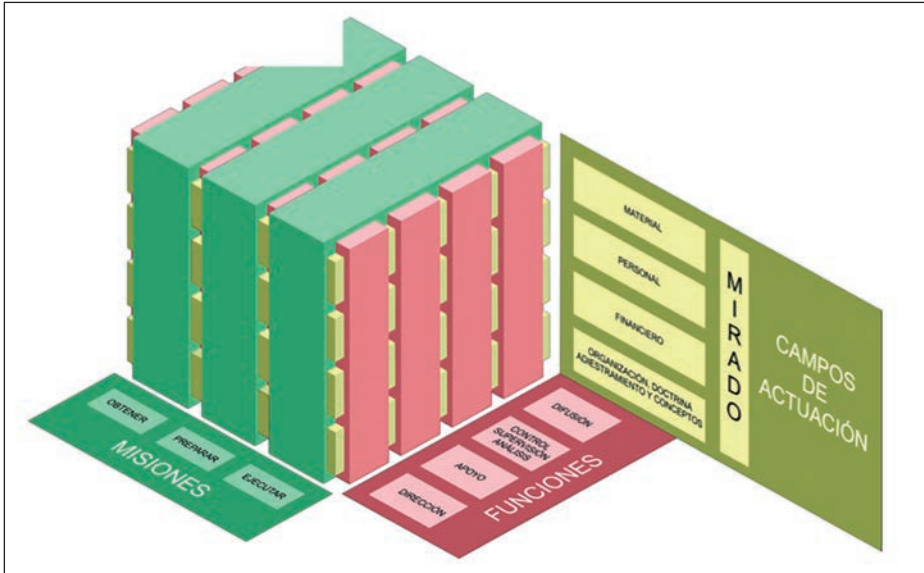 MATERIAL
PERSONAL
FINANCIERO
ORGANIZACIÓN, DOCTRINA
ADIESTRAMIENTO Y CONCEPTOS
MIRADO
CAMPOS
DE
ACTUACIÓN
OBTENER
PREPARAR
EJECUTAR
MISIONES
DIFUSIÓN
CONTROL
SUPERVISIÓN
ANÁLISIS
APOYO
DIRECCIÓN
FUNCIONES